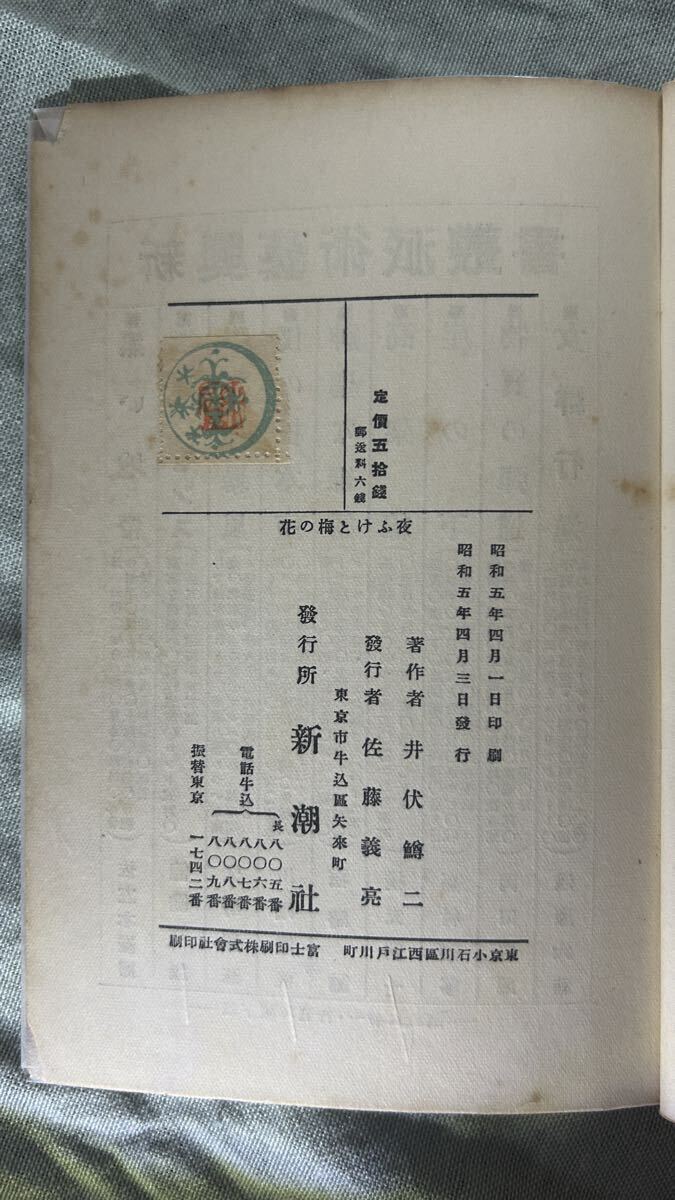 定價五拾錢
郵送料六錢
夜ふけと梅の花
昭和五年四月一日印刷
昭和五年四月三日發行
著作者 井伏鱒二
發行者 佐藤義亮
東京市牛込區矢來町
發行所 新潮社
電話牛込
長八〇五番
八〇六番
八〇七番
八〇八番
八〇九番
振替東京 一七四二番
東京小石川區西江戸川町 富士印刷株式會社印刷